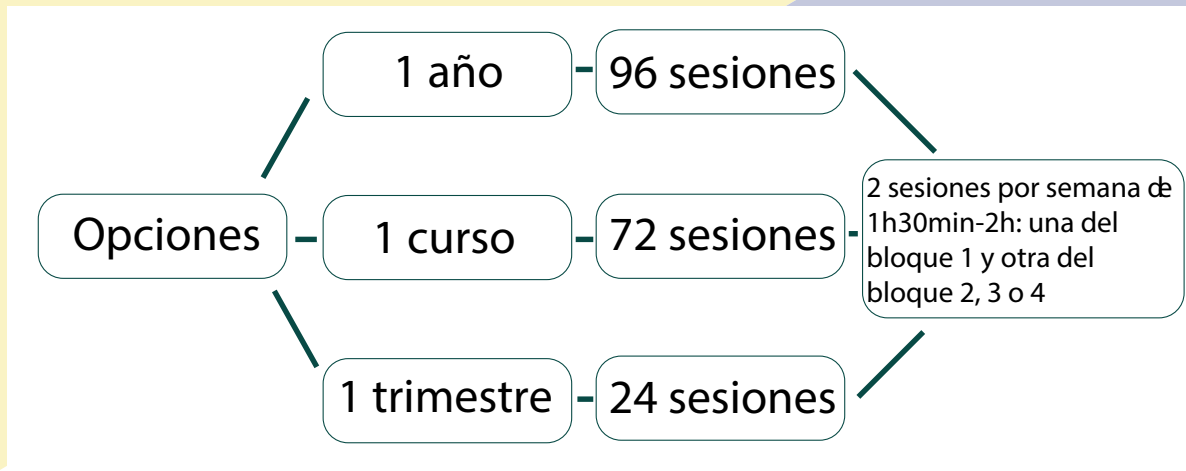 1 año
96 sesiones
Opciones
1 curso
72 sesiones
2 sesiones por semana de
1h30min-2h: una del
bloque 1 y otra del
bloque 2, 3 o 4
1 trimestre
24 sesiones